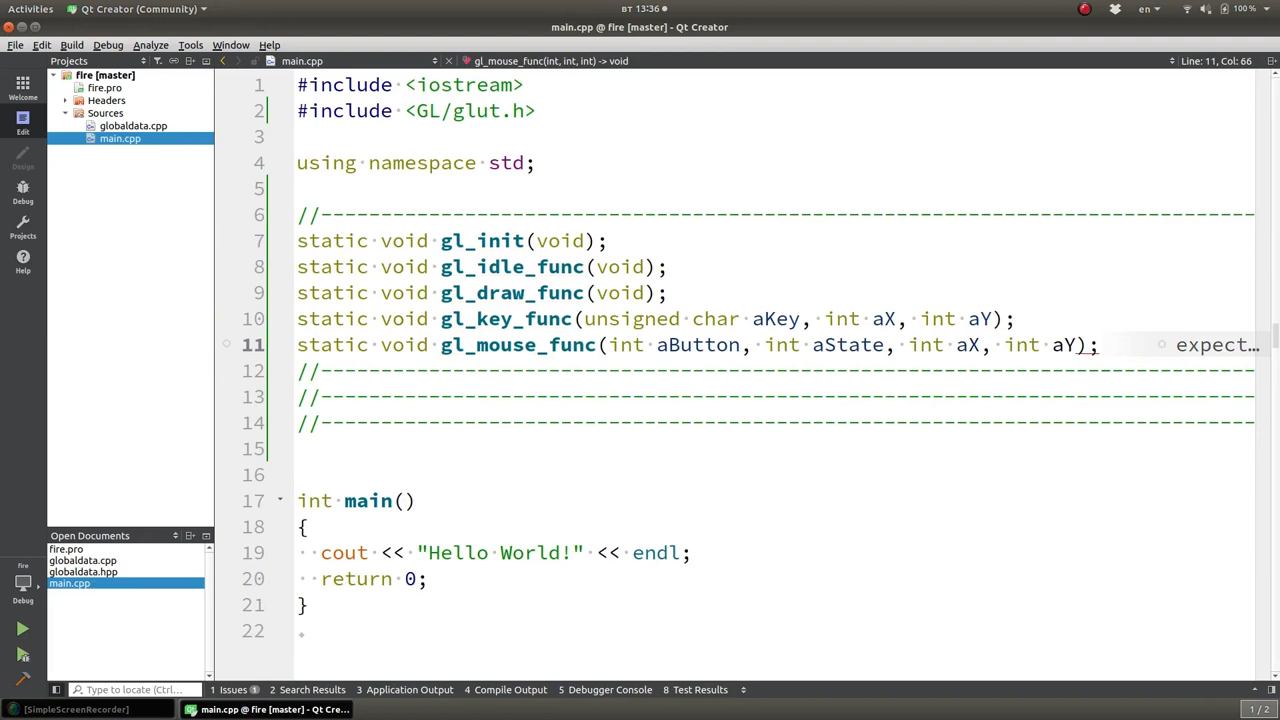 Activities Qt Creator (Community) ВТ 13:36 en 100 %
main.cpp @ fire [master] - Qt Creator
File Edit Build Debug Analyze Tools Window Help
Projects main.cpp gl_mouse_func(int, int, int) -> void Line: 11, Col: 66
Welcome
Edit
Design
Debug
Projects
Help
fire
Debug
fire [master]
fire.pro
Headers
Sources
globaldata.cpp
main.cpp
Open Documents
fire.pro
globaldata.cpp
globaldata.hpp
main.cpp
1 #include <iostream>
2 #include <GL/glut.h>
3
4 using namespace std;
5
6 //------------------------------------------------------------------------------
7 static void gl_init(void);
8 static void gl_idle_func(void);
9 static void gl_draw_func(void);
10 static void gl_key_func(unsigned char aKey, int aX, int aY);
11 static void gl_mouse_func(int aButton, int aState, int aX, int aY); expect…
12 //------------------------------------------------------------------------------
13 //------------------------------------------------------------------------------
14 //------------------------------------------------------------------------------
15
16
17 int main()
18 {
19 cout << "Hello World!" << endl;
20 return 0;
21 }
22
Type to locate (Ctrl... 1 Issues 1 2 Search Results 3 Application Output 4 Compile Output 5 Debugger Console 8 Test Results
[SimpleScreenRecorder] main.cpp @ fire [master] - Qt Cre... 1 / 2